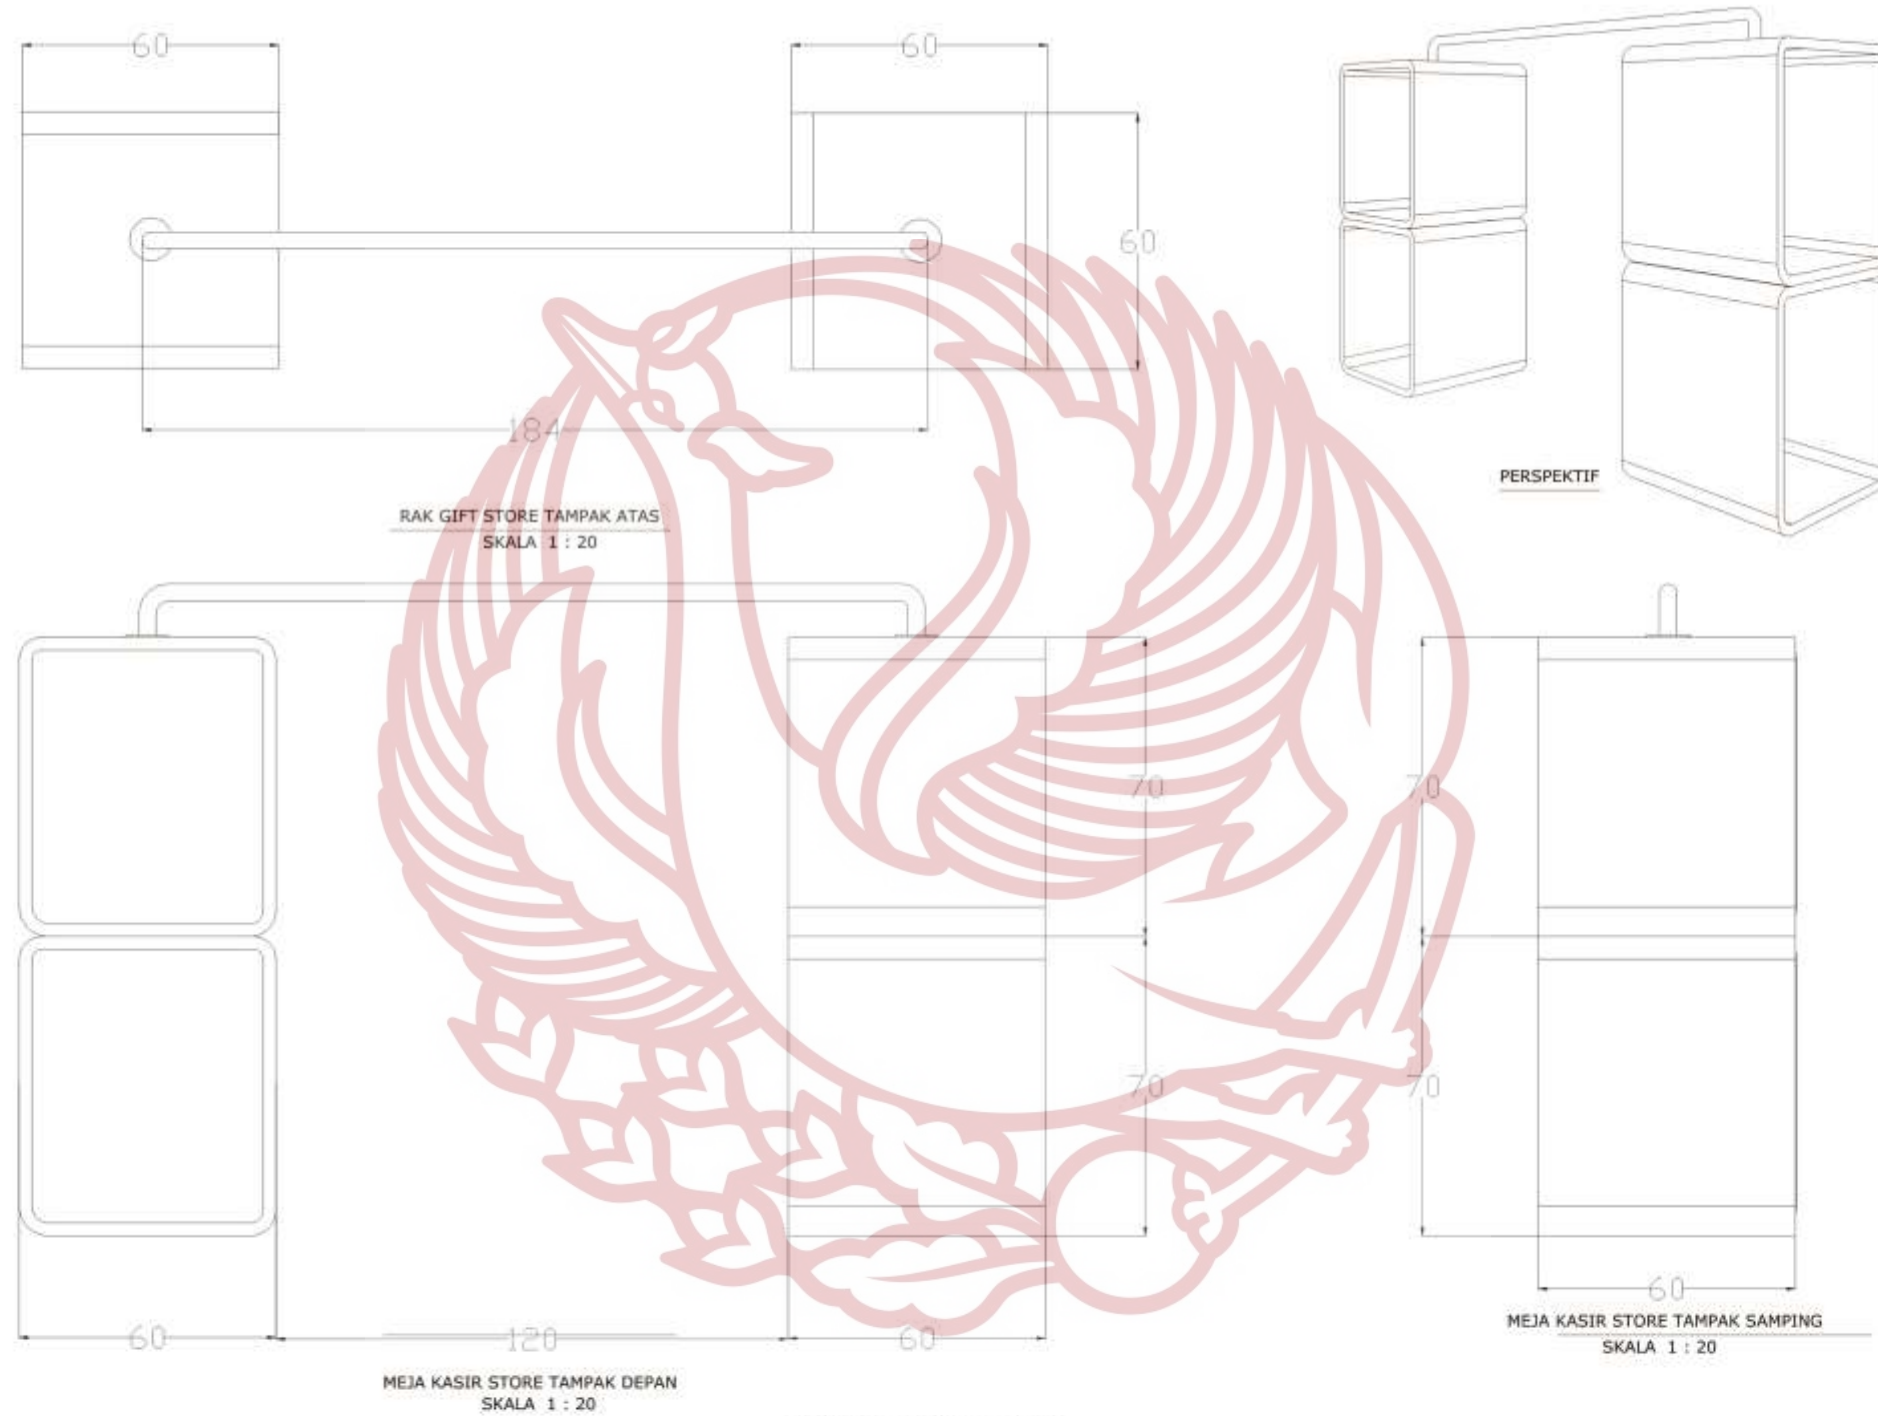 60
60
60
184
RAK GIFT STORE TAMPAK ATAS
SKALA 1 : 20
PERSPEKTIF
70
70
70
70
60
120
60
60
MEJA KASIR STORE TAMPAK DEPAN
SKALA 1 : 20
MEJA KASIR STORE TAMPAK SAMPING
SKALA 1 : 20